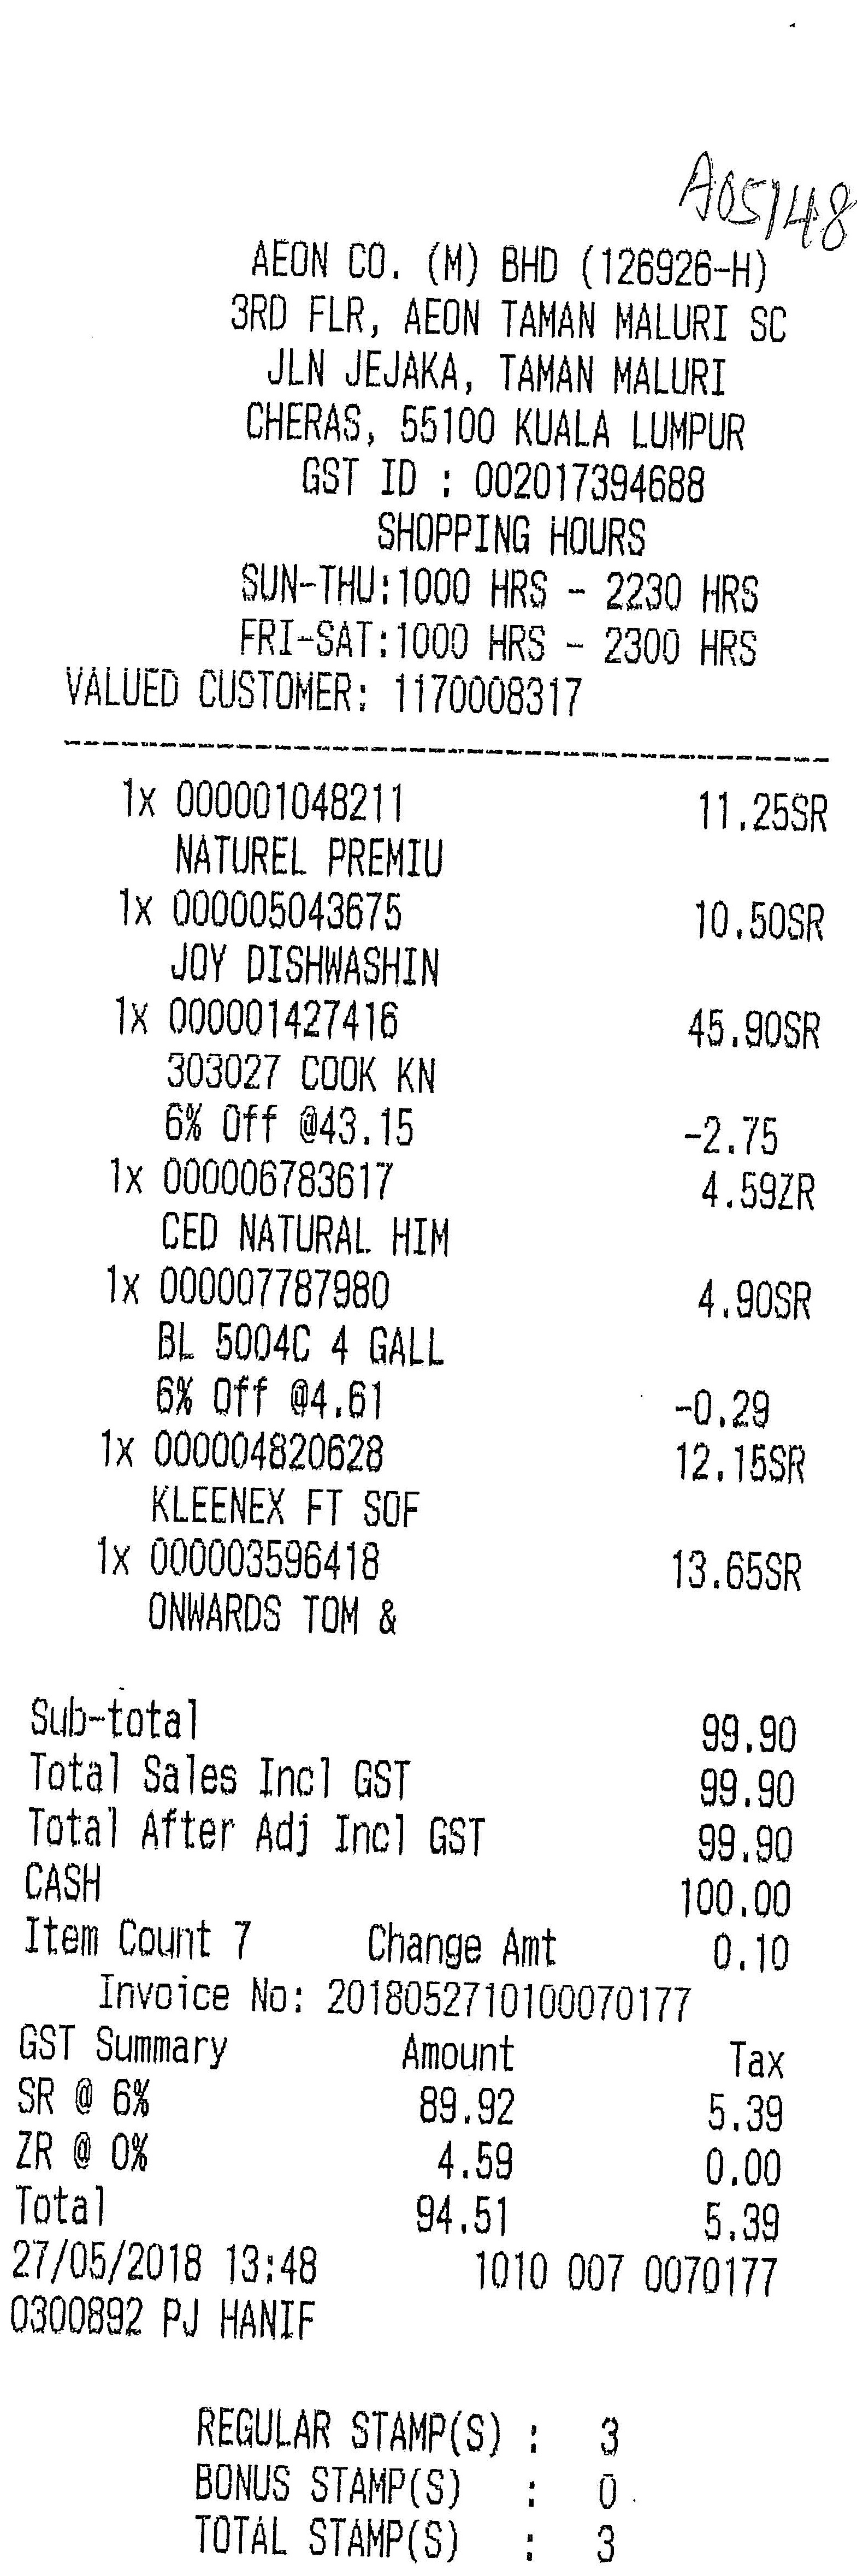 A05148
AEON CO. (M) BHD (126926-H)
3RD FLR, AEON TAMAN MALURI SC
JLN JEJAKA, TAMAN MALURI
CHERAS, 55100 KUALA LUMPUR
GST ID : 002017394688
SHOPPING HOURS
SUN-THU:1000 HRS - 2230 HRS
FRI-SAT:1000 HRS - 2300 HRS
VALUED CUSTOMER: 1170008317
1x 000001048211 11.25SR
NATUREL PREMIU
1x 000005043675 10.50SR
JOY DISHWASHIN
1x 000001427416 45.90SR
303027 COOK KN
6% Off @43.15 -2.75
1x 000006783617 4.59ZR
CED NATURAL HIM
1x 000007787980 4.90SR
BL 5004C 4 GALL
6% Off @4.61 -0.29
1x 000004820628 12.15SR
KLEENEX FT SOF
1x 000003596418 13.65SR
ONWARDS TOM &
Sub-total 99.90
Total Sales Incl GST 99.90
Total After Adj Incl GST 99.90
CASH 100.00
Item Count 7 Change Amt 0.10
Invoice No: 2018052710100070177
GST Summary Amount Tax
SR @ 6% 89.92 5.39
ZR @ 0% 4.59 0.00
Total 94.51 5.39
27/05/2018 13:48 1010 007 0070177
0300892 PJ HANIF
REGULAR STAMP(S) : 3
BONUS STAMP(S) : 0
TOTAL STAMP(S) : 3